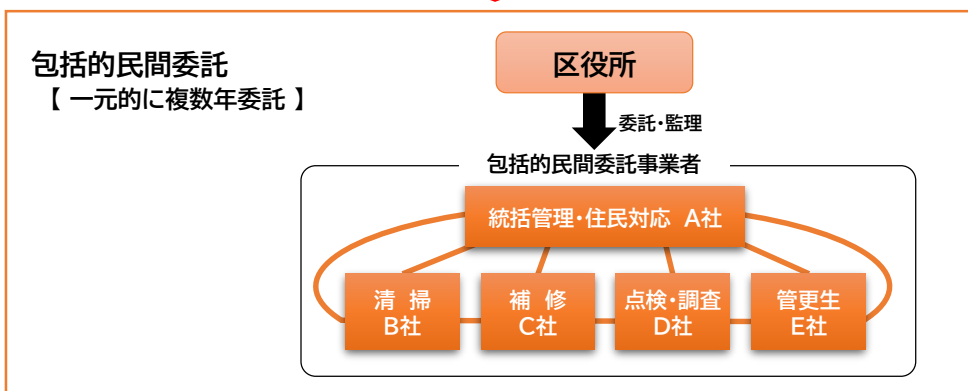 包括的民間委託
【 一元的に複数年委託 】
区役所
委託・監理
包括的民間委託事業者
統括管理・住民対応 A社
清 掃
B社
補 修
C社
点検・調査
D社
管更生
E社